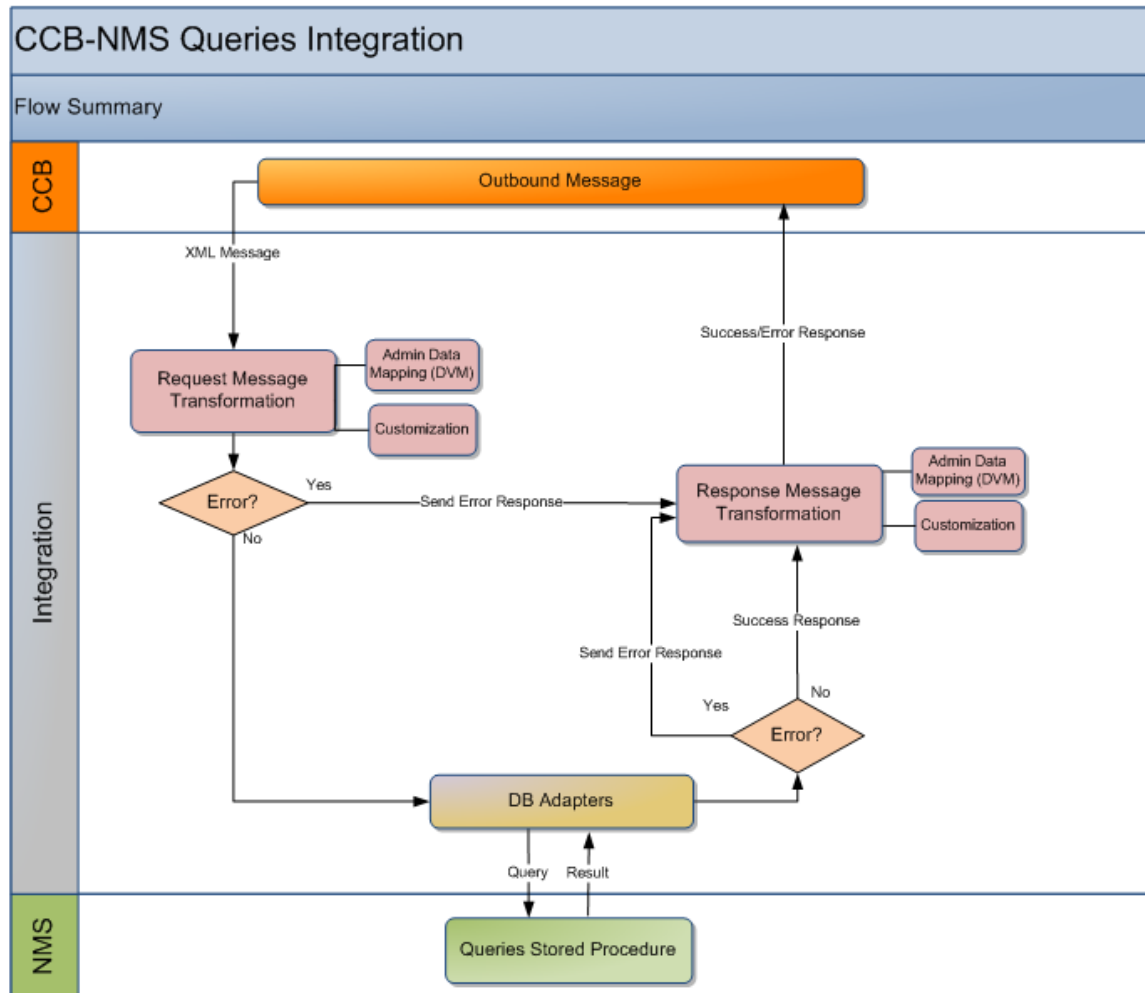 CCB-NMS Queries Integration
Flow Summary
CCB
Outbound Message
XML Message
Success/Error Response
Integration
Request Message
Transformation
Admin Data
Mapping (DVM)
Customization
Error?
Yes
No
Send Error Response
Response Message
Transformation
Admin Data
Mapping (DVM)
Customization
Success Response
Send Error Response
No
Yes
Error?
DB Adapters
Query
Result
NMS
Queries Stored Procedure